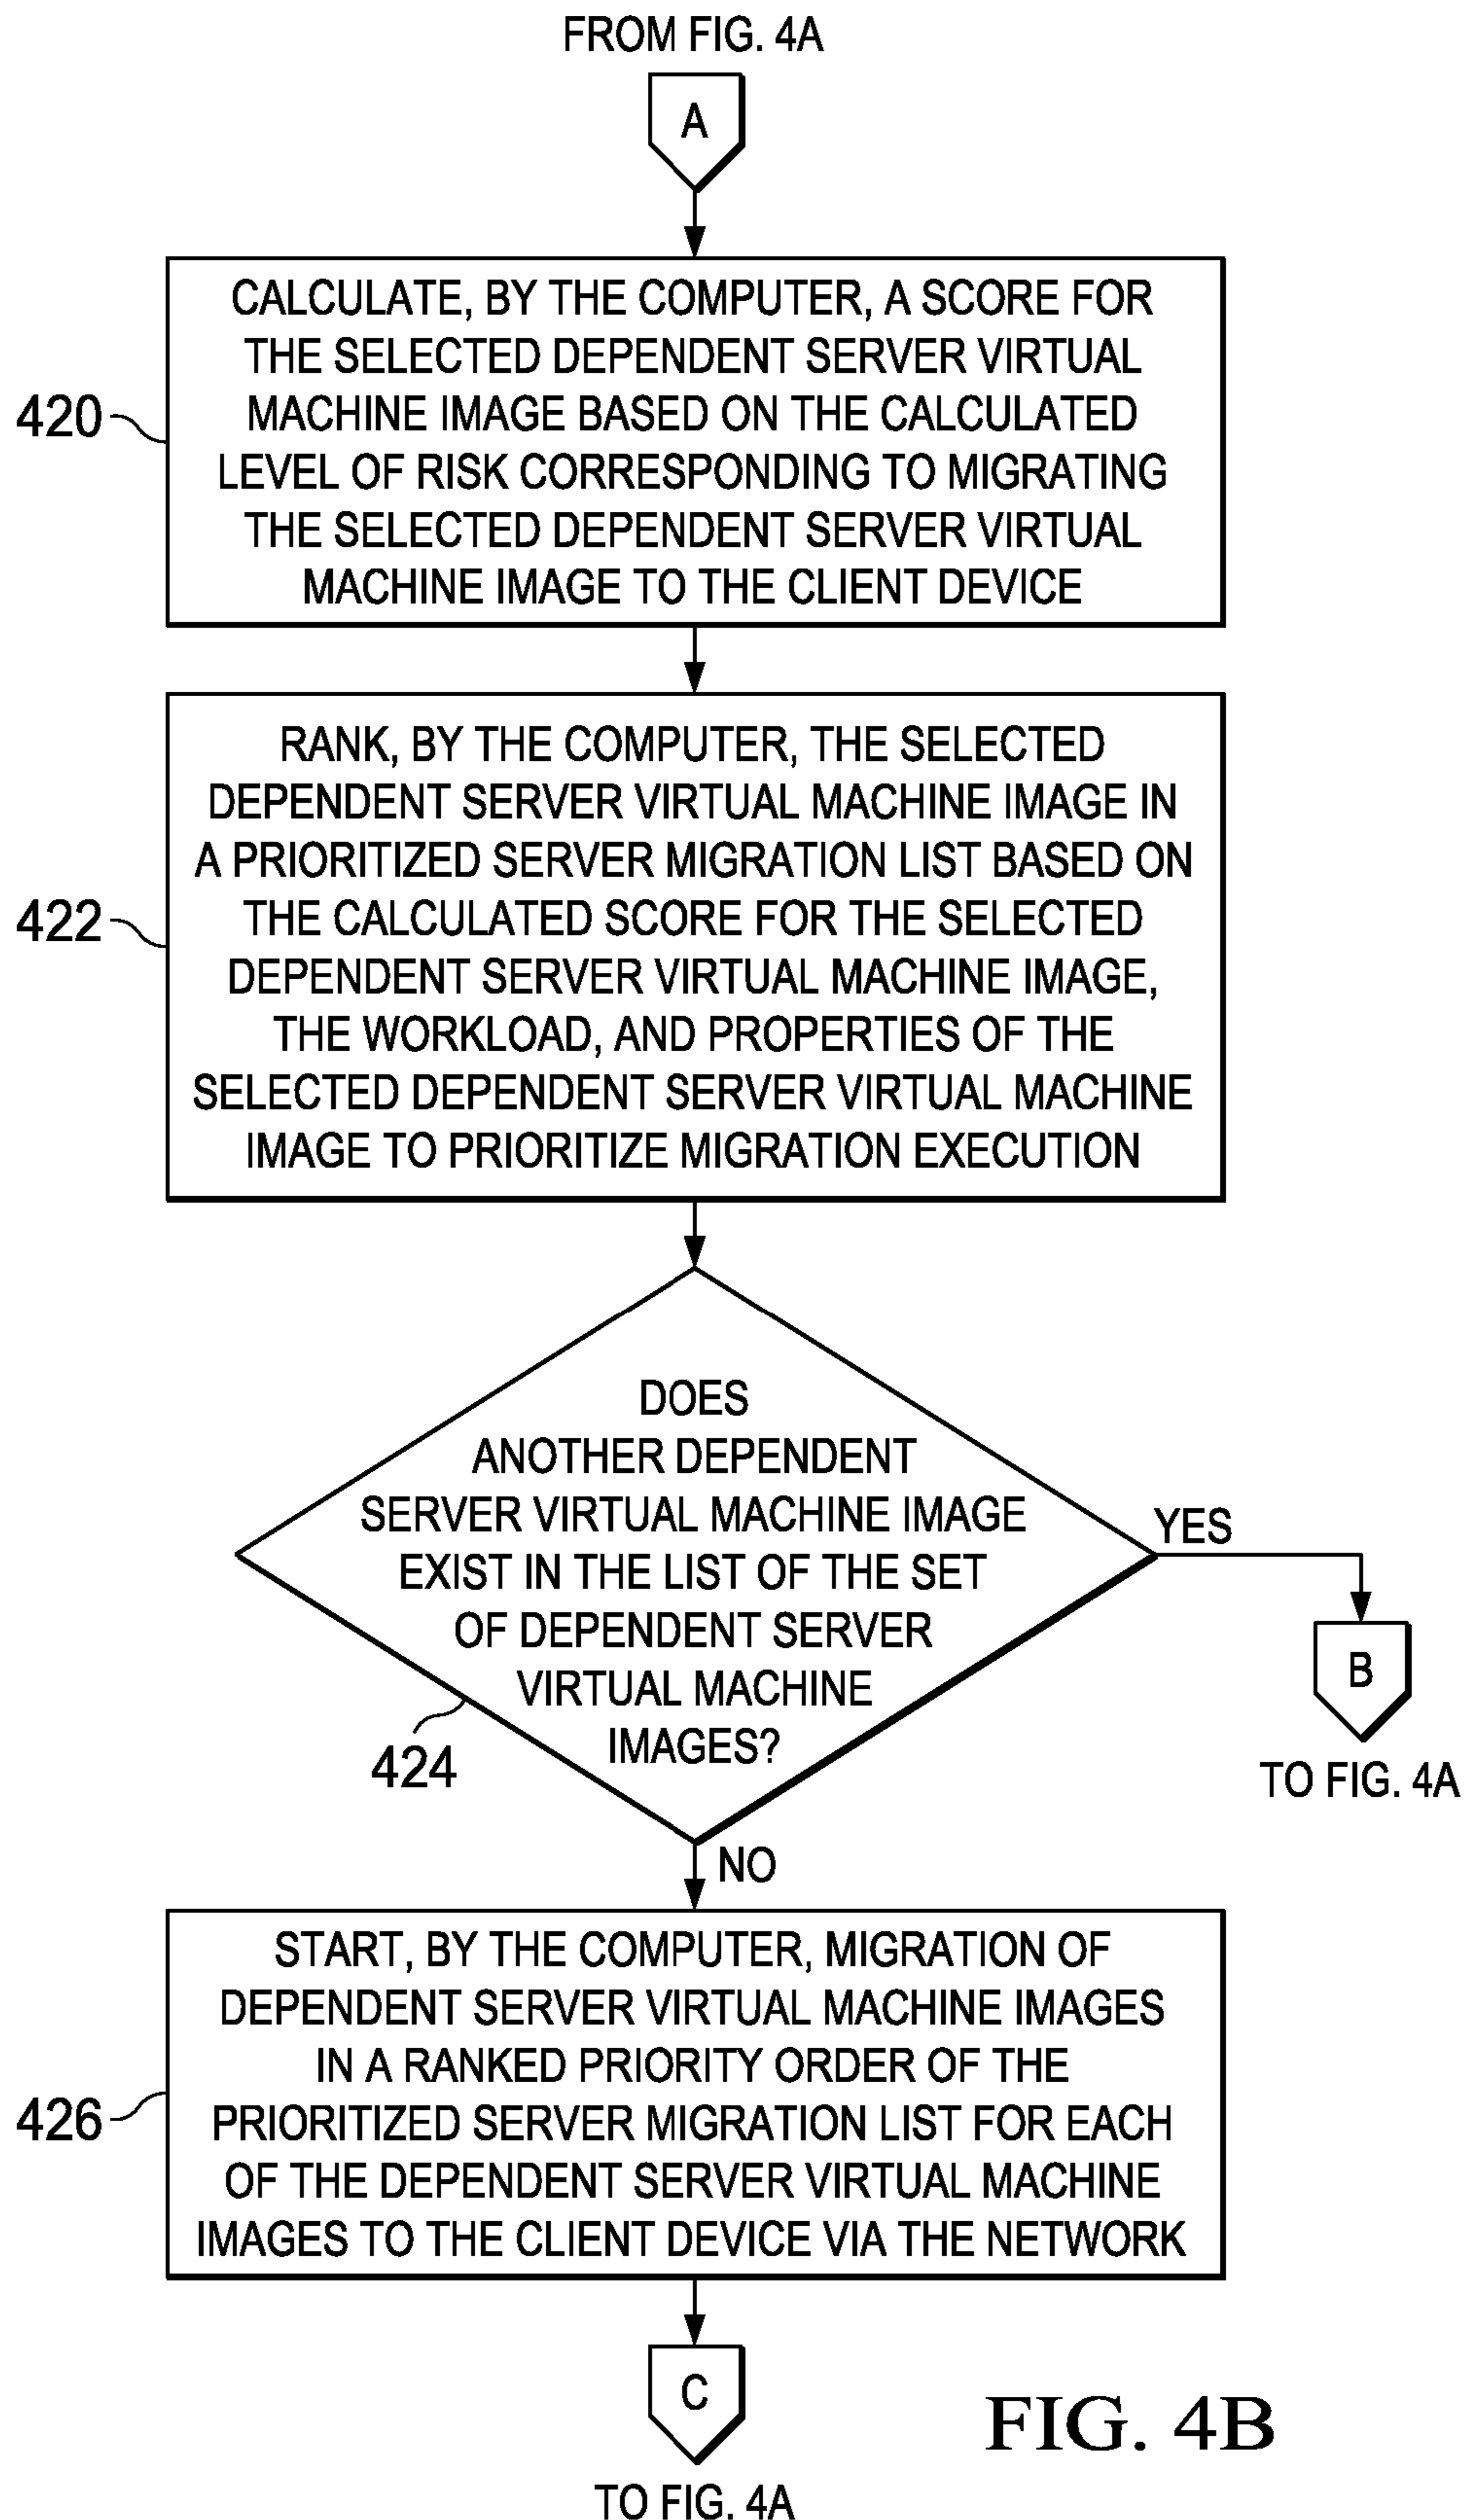 FROM FIG. 4A
A
CALCULATE, BY THE COMPUTER, A SCORE FOR
THE SELECTED DEPENDENT SERVER VIRTUAL
MACHINE IMAGE BASED ON THE CALCULATED
LEVEL OF RISK CORRESPONDING TO MIGRATING
THE SELECTED DEPENDENT SERVER VIRTUAL
MACHINE IMAGE TO THE CLIENT DEVICE
420
RANK, BY THE COMPUTER, THE SELECTED
DEPENDENT SERVER VIRTUAL MACHINE IMAGE IN
A PRIORITIZED SERVER MIGRATION LIST BASED ON
THE CALCULATED SCORE FOR THE SELECTED
DEPENDENT SERVER VIRTUAL MACHINE IMAGE,
THE WORKLOAD, AND PROPERTIES OF THE
SELECTED DEPENDENT SERVER VIRTUAL MACHINE
IMAGE TO PRIORITIZE MIGRATION EXECUTION
422
DOES
ANOTHER DEPENDENT
SERVER VIRTUAL MACHINE IMAGE
EXIST IN THE LIST OF THE SET
OF DEPENDENT SERVER
VIRTUAL MACHINE
IMAGES?
424
YES
B
TO FIG. 4A
NO
START, BY THE COMPUTER, MIGRATION OF
DEPENDENT SERVER VIRTUAL MACHINE IMAGES
IN A RANKED PRIORITY ORDER OF THE
PRIORITIZED SERVER MIGRATION LIST FOR EACH
OF THE DEPENDENT SERVER VIRTUAL MACHINE
IMAGES TO THE CLIENT DEVICE VIA THE NETWORK
426
C
TO FIG. 4A
FIG. 4B